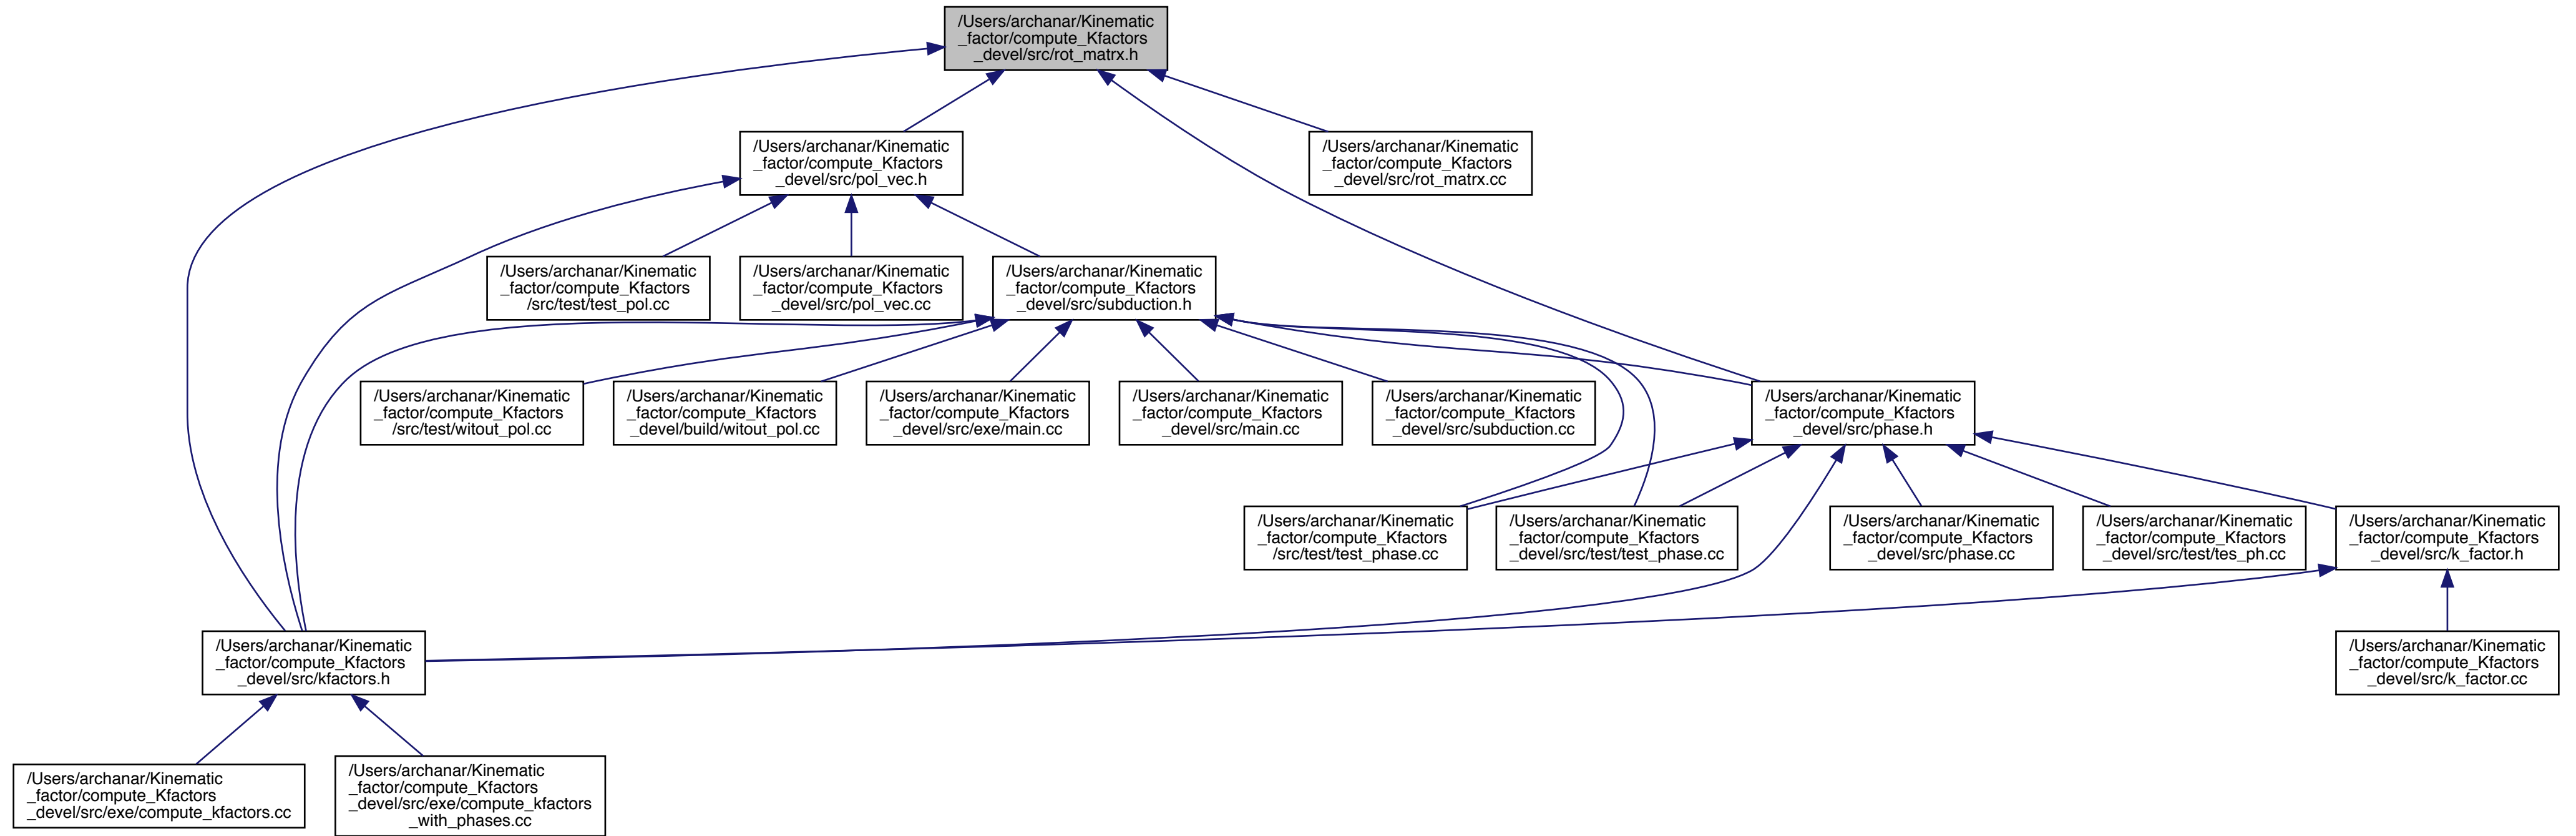 /Users/archanar/Kinematic
_factor/compute_Kfactors
_devel/src/rot_matrx.h
/Users/archanar/Kinematic
_factor/compute_Kfactors
_devel/src/pol_vec.h
/Users/archanar/Kinematic
_factor/compute_Kfactors
_devel/src/rot_matrx.cc
/Users/archanar/Kinematic
_factor/compute_Kfactors
/src/test/test_pol.cc
/Users/archanar/Kinematic
_factor/compute_Kfactors
_devel/src/pol_vec.cc
/Users/archanar/Kinematic
_factor/compute_Kfactors
_devel/src/subduction.h
/Users/archanar/Kinematic
_factor/compute_Kfactors
/src/test/witout_pol.cc
/Users/archanar/Kinematic
_factor/compute_Kfactors
_devel/build/witout_pol.cc
/Users/archanar/Kinematic
_factor/compute_Kfactors
_devel/src/exe/main.cc
/Users/archanar/Kinematic
_factor/compute_Kfactors
_devel/src/main.cc
/Users/archanar/Kinematic
_factor/compute_Kfactors
_devel/src/subduction.cc
/Users/archanar/Kinematic
_factor/compute_Kfactors
_devel/src/phase.h
/Users/archanar/Kinematic
_factor/compute_Kfactors
/src/test/test_phase.cc
/Users/archanar/Kinematic
_factor/compute_Kfactors
_devel/src/test/test_phase.cc
/Users/archanar/Kinematic
_factor/compute_Kfactors
_devel/src/phase.cc
/Users/archanar/Kinematic
_factor/compute_Kfactors
_devel/src/test/tes_ph.cc
/Users/archanar/Kinematic
_factor/compute_Kfactors
_devel/src/k_factor.h
/Users/archanar/Kinematic
_factor/compute_Kfactors
_devel/src/kfactors.h
/Users/archanar/Kinematic
_factor/compute_Kfactors
_devel/src/k_factor.cc
/Users/archanar/Kinematic
_factor/compute_Kfactors
_devel/src/exe/compute_kfactors.cc
/Users/archanar/Kinematic
_factor/compute_Kfactors
_devel/src/exe/compute_kfactors
_with_phases.cc